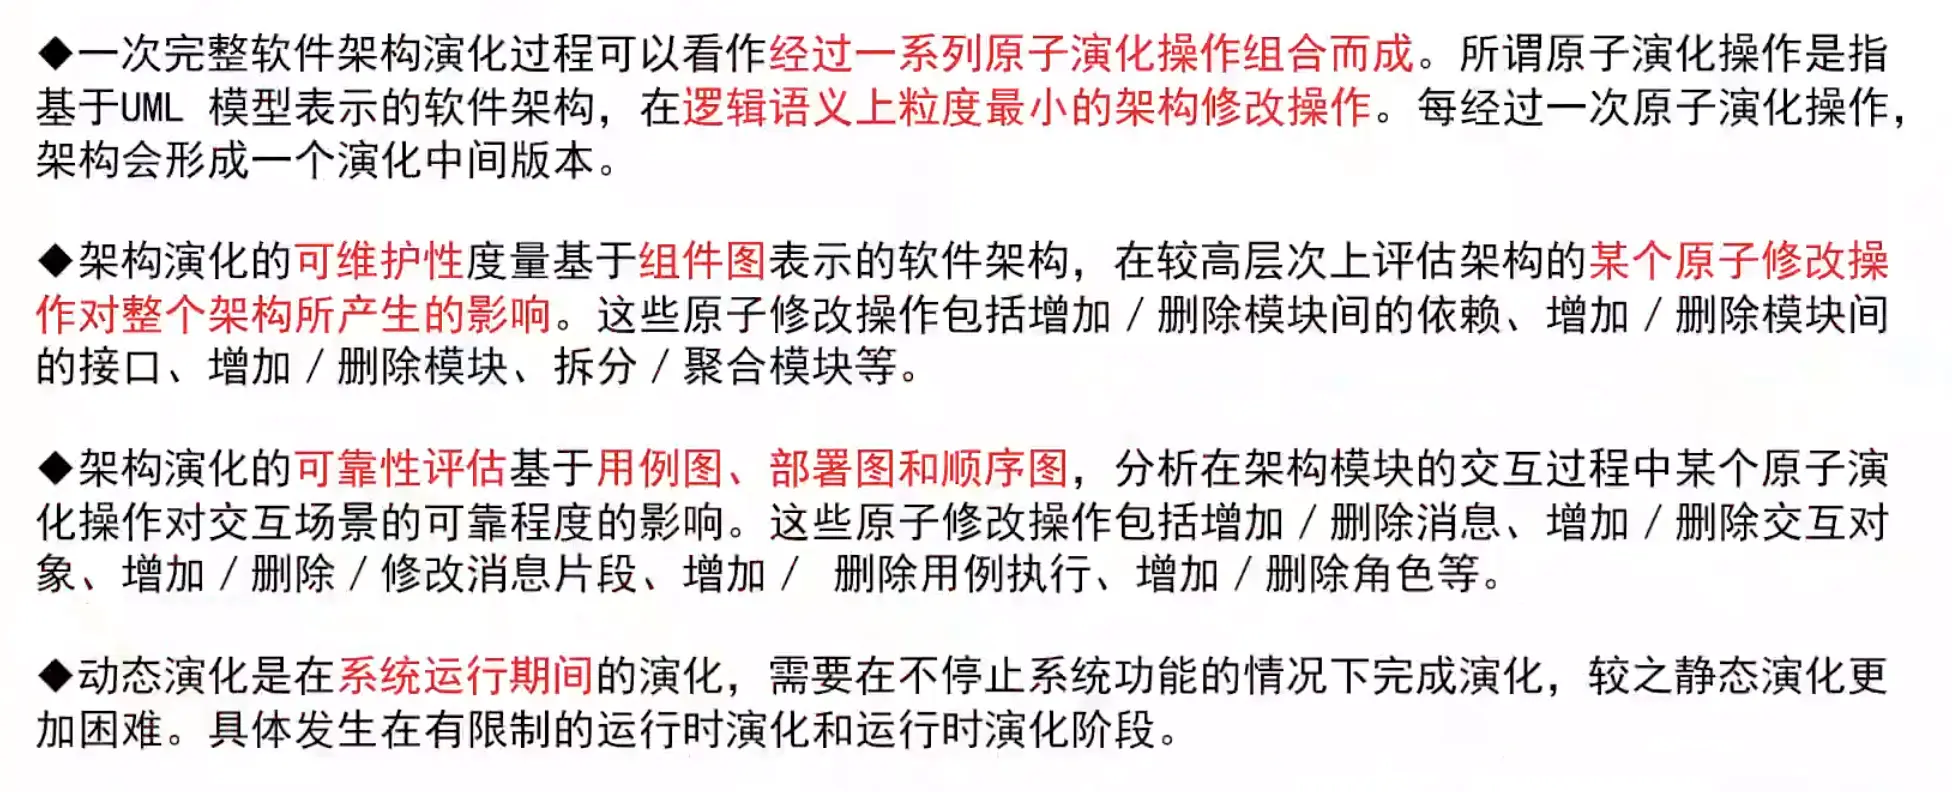 ◆一次完整软件架构演化过程可以看作经过一系列原子演化操作组合而成。所谓原子演化操作是指
基于UML 模型表示的软件架构，在逻辑语义上粒度最小的架构修改操作。每经过一次原子演化操作，
架构会形成一个演化中间版本。
◆架构演化的可维护性度量基于组件图表示的软件架构，在较高层次上评估架构的某个原子修改操
作对整个架构所产生的影响。这些原子修改操作包括增加／删除模块间的依赖、增加／删除模块间
的接口、增加／删除模块、拆分／聚合模块等。
◆架构演化的可靠性评估基于用例图、部署图和顺序图，分析在架构模块的交互过程中某个原子演
化操作对交互场景的可靠程度的影响。这些原子修改操作包括增加／删除消息、增加／删除交互对
象、增加／删除／修改消息片段、增加／ 删除用例执行、增加／删除角色等。
◆动态演化是在系统运行期间的演化，需要在不停止系统功能的情况下完成演化，较之静态演化更
加困难。具体发生在有限制的运行时演化和运行时演化阶段。